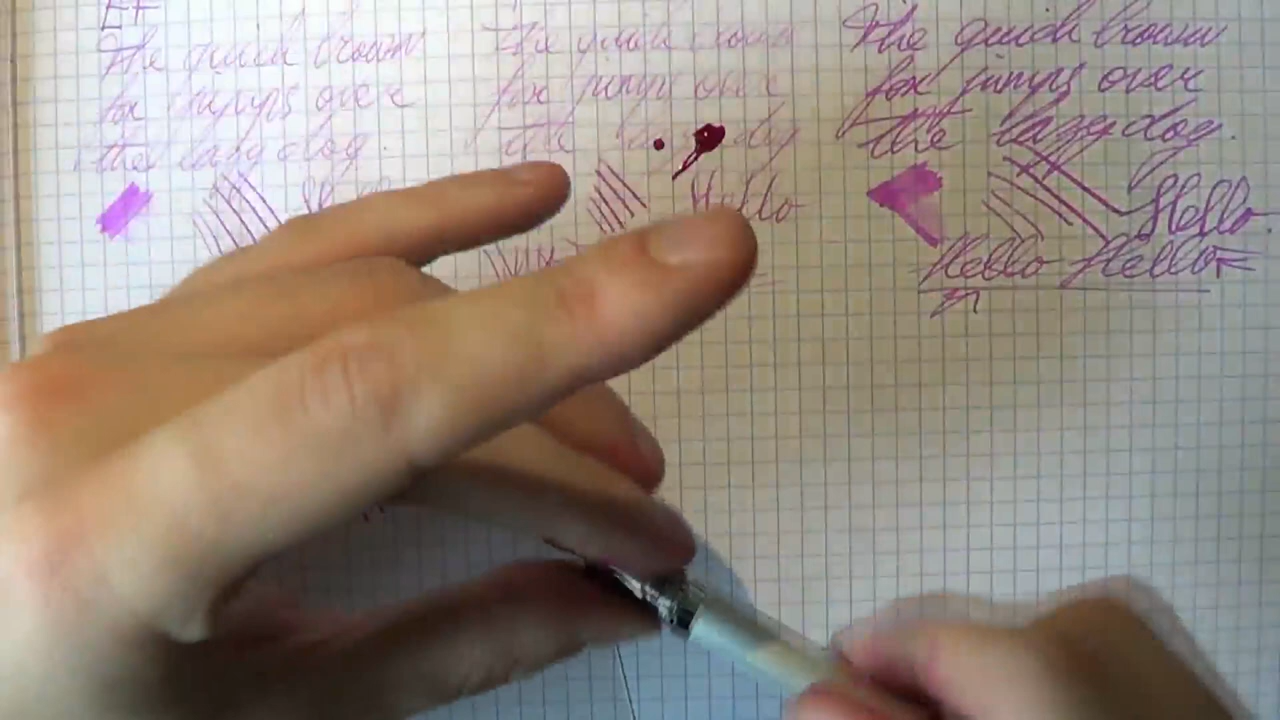 EF
The quick brown
fox jumps over
the lazy dog.
The quick brown
fox jumps over
the lazy dog
Hello
The quick brown
fox jumps over
the lazy dog.
Hello
Hello Hello